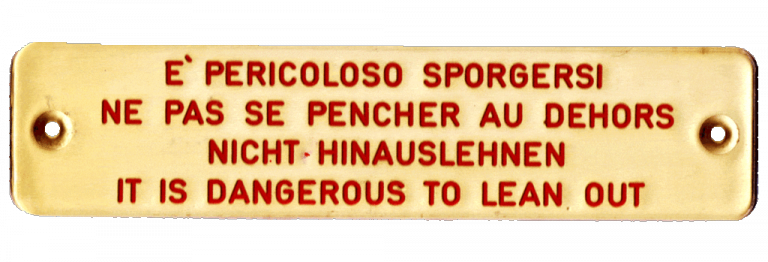 E` PERICOLOSO SPORGERSI
NE PAS SE PENCHER AU DEHORS
NICHT HINAUSLEHNEN
IT IS DANGEROUS TO LEAN OUT